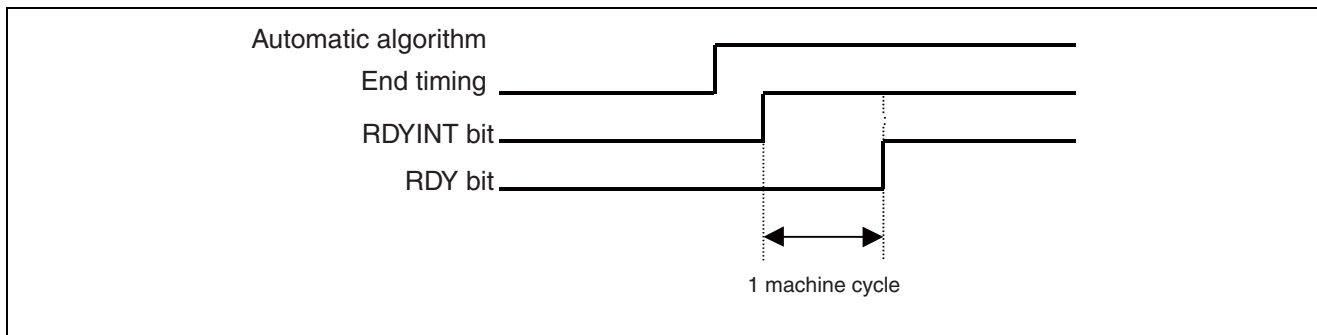 Automatic algorithm
End timing
RDYINT bit
RDY bit
1 machine cycle